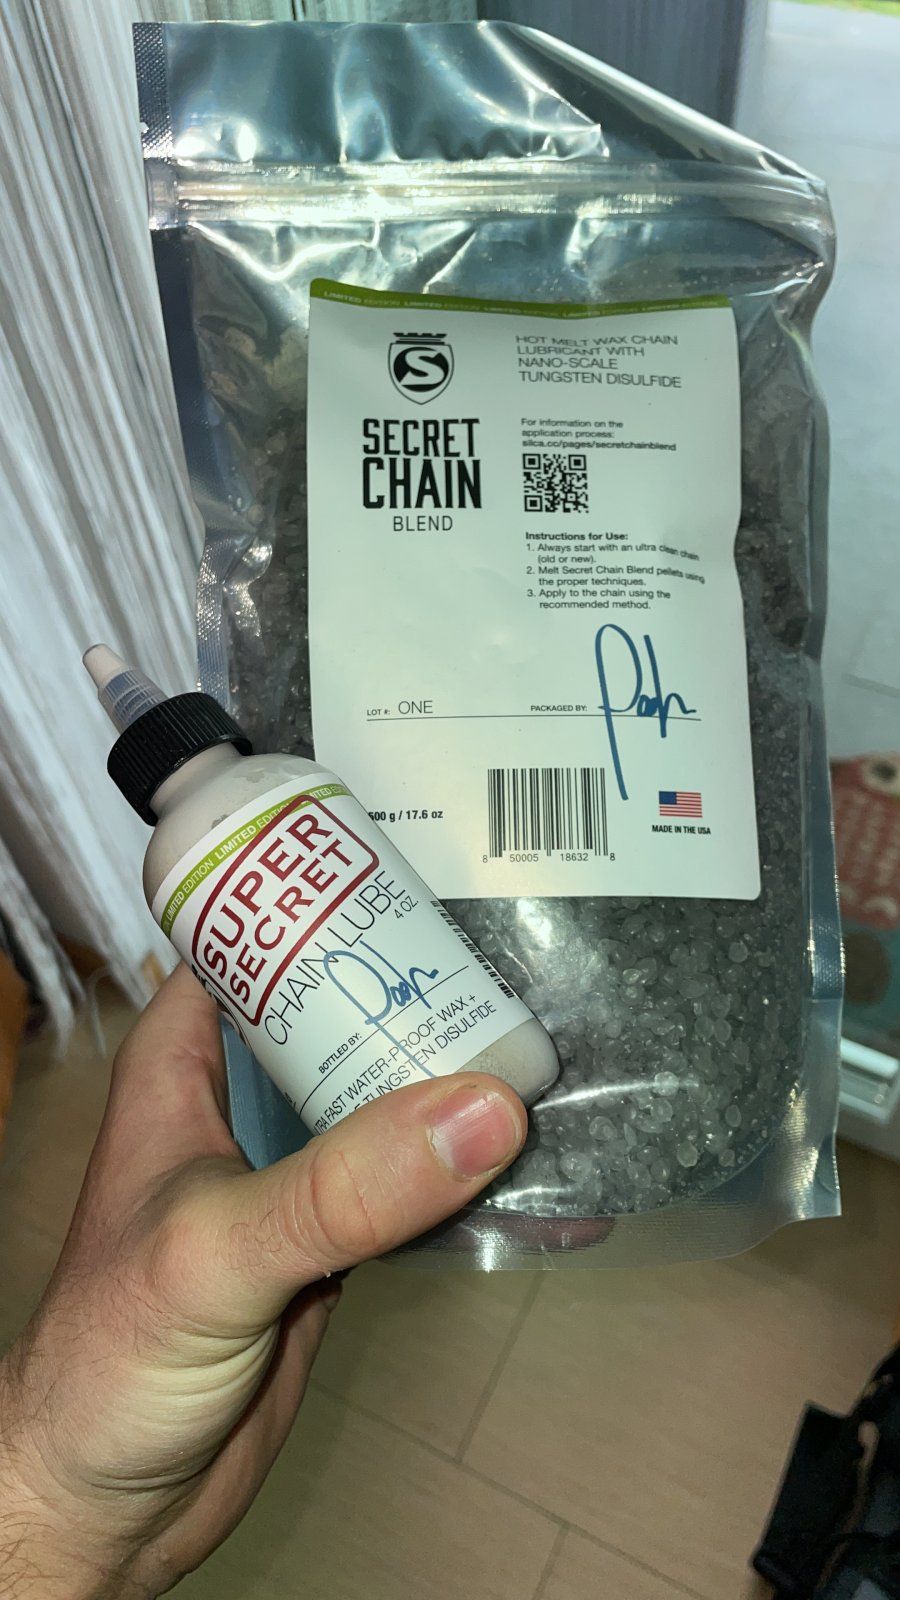 LIMITED EDITION LIMITED EDITION LIMITED EDITION LIMITED EDITION LIMITED EDITION
S
SECRET
CHAIN
BLEND
HOT MELT WAX CHAIN
LUBRICANT WITH
NANO-SCALE
TUNGSTEN DISULFIDE
For information on the
application process:
silca.cc/pages/secretchainblend
Instructions for Use:
1. Always start with an ultra clean chain
(old or new).
2. Melt Secret Chain Blend pellets using
the proper techniques.
3. Apply to the chain using the
recommended method.
LOT #: ONE
PACKAGED BY:
500 g / 17.6 oz
8 50005 18632 8
MADE IN THE USA
LIMITED EDITION LIMITED EDITION LIMITED EDI
SUPER
SECRET
CHAIN LUBE
4 OZ.
BOTTLED BY:
FAST WATER-PROOF WAX +
TUNGSTEN DISULFIDE